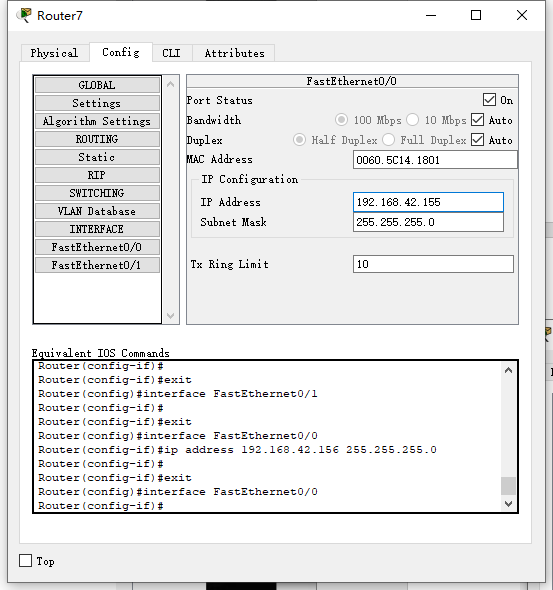 Router7
Physical Config CLI Attributes
GLOBAL
Settings
Algorithm Settings
ROUTING
Static
RIP
SWITCHING
VLAN Database
INTERFACE
FastEthernet0/0
FastEthernet0/1
FastEthernet0/0
Port Status On
Bandwidth 100 Mbps 10 Mbps Auto
Duplex Half Duplex Full Duplex Auto
MAC Address 0060.5C14.1801
IP Configuration
IP Address 192.168.42.155
Subnet Mask 255.255.255.0
Tx Ring Limit 10
Equivalent IOS Commands
Router(config-if)#
Router(config-if)#exit
Router(config)#interface FastEthernet0/1
Router(config-if)#
Router(config-if)#exit
Router(config)#interface FastEthernet0/0
Router(config-if)#ip address 192.168.42.156 255.255.255.0
Router(config-if)#
Router(config-if)#exit
Router(config)#interface FastEthernet0/0
Router(config-if)#
Top